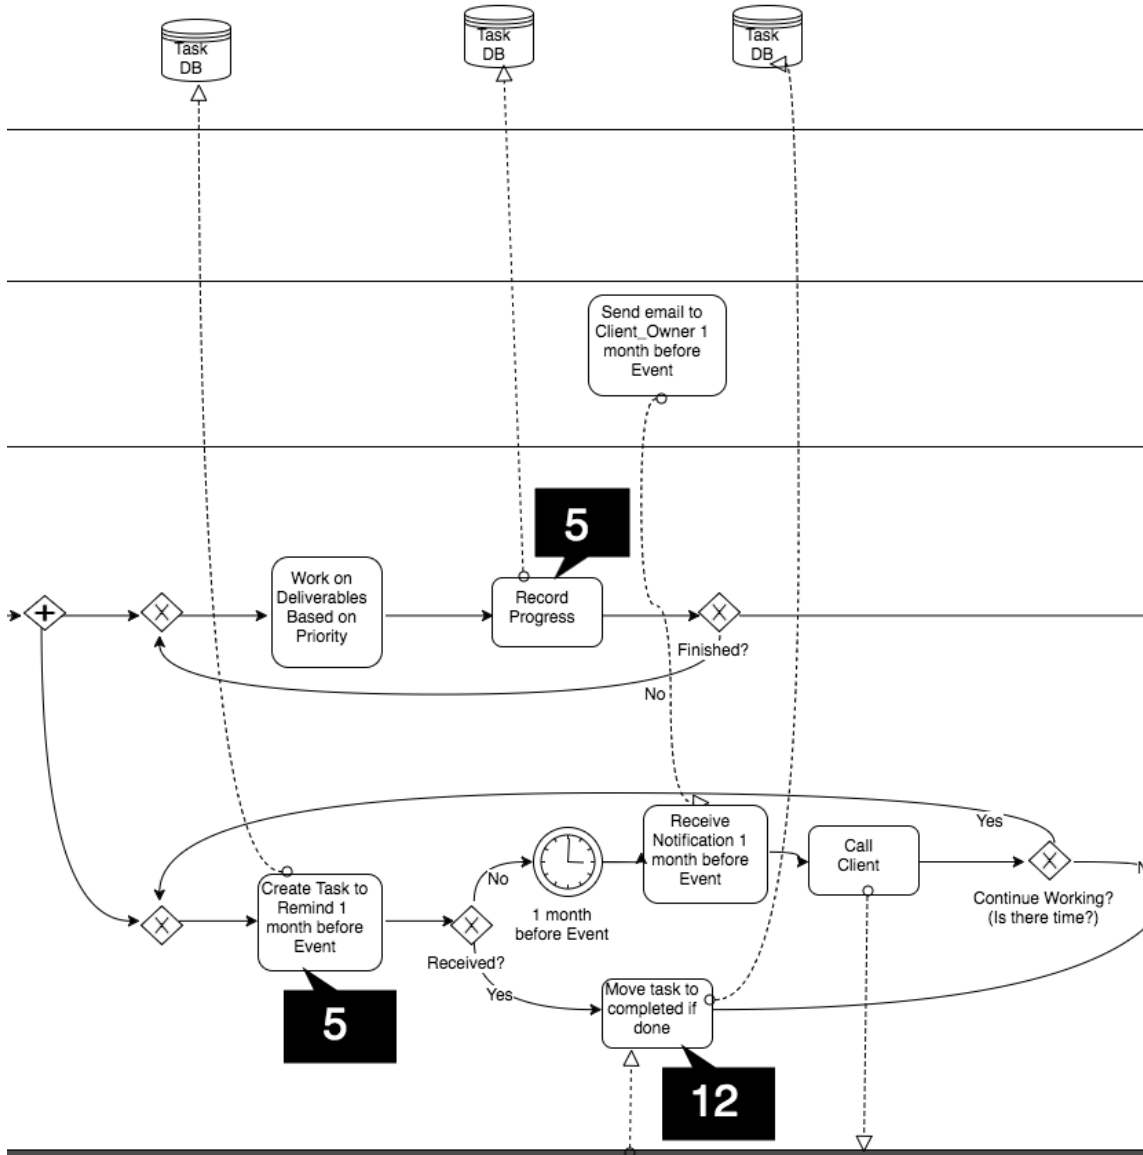 Task
DB
Task
DB
Task
DB
Send email to
Client_Owner 1
month before
Event
5
Work on
Deliverables
Based on
Priority
Record
Progress
Finished?
No
Yes
Receive
Notification 1
month before
Event
Call
Client
No
1 month
before Event
Continue Working?
(Is there time?)
N
Create Task to
Remind 1
month before
Event
Received?
Yes
Move task to
completed if
done
5
12